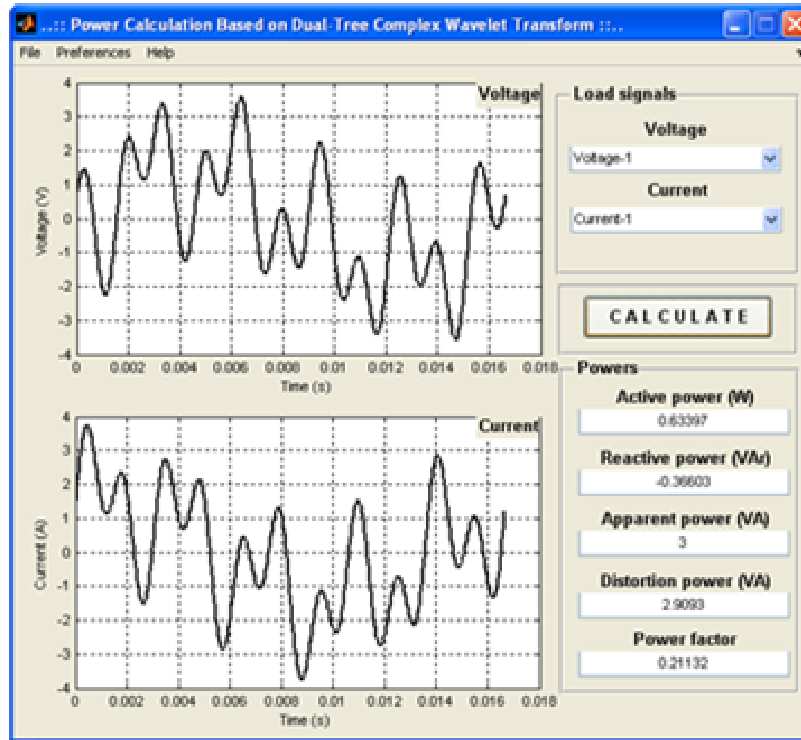 ..:: Power Calculation Based on Dual-Tree Complex Wavelet Transform ::..
File Preferences Help
Voltage
4
3
2
1
0
-1
-2
-3
-4
Voltage (V)
0 0.002 0.004 0.006 0.008 0.01 0.012 0.014 0.016 0.018
Time (s)
Current
4
3
2
1
0
-1
-2
-3
-4
Current (A)
0 0.002 0.004 0.006 0.008 0.01 0.012 0.014 0.016 0.018
Time (s)
Load signals
Voltage
Voltage-1
Current
Current-1
CALCULATE
Powers
Active power (W)
0.63397
Reactive power (VAr)
-0.36603
Apparent power (VA)
3
Distortion power (VA)
2.9093
Power factor
0.21132